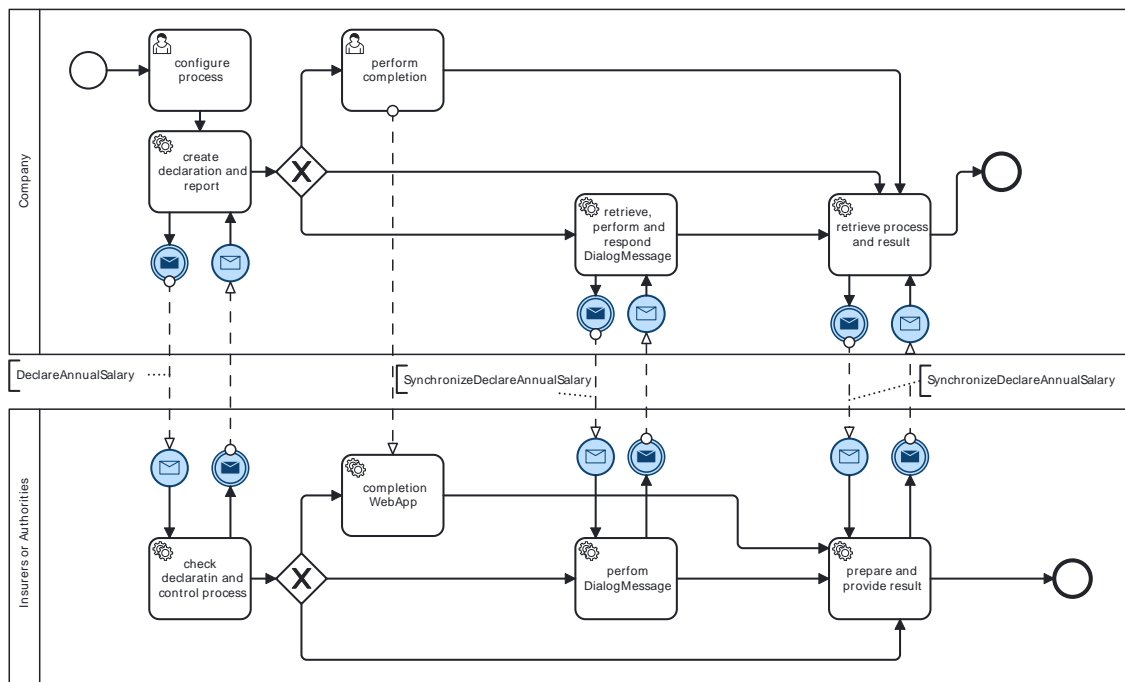 Company
configure
process
perform
completion
create
declaration and
report
X
retrieve,
perform and
respond
DialogMessage
retrieve process
and result
DeclareAnnualSalary
SynchronizeDeclareAnnualSalary
SynchronizeDeclareAnnualSalary
Insurers or Authorities
completion
WebApp
check
declaratin and
control process
X
perfom
DialogMessage
prepare and
provide result